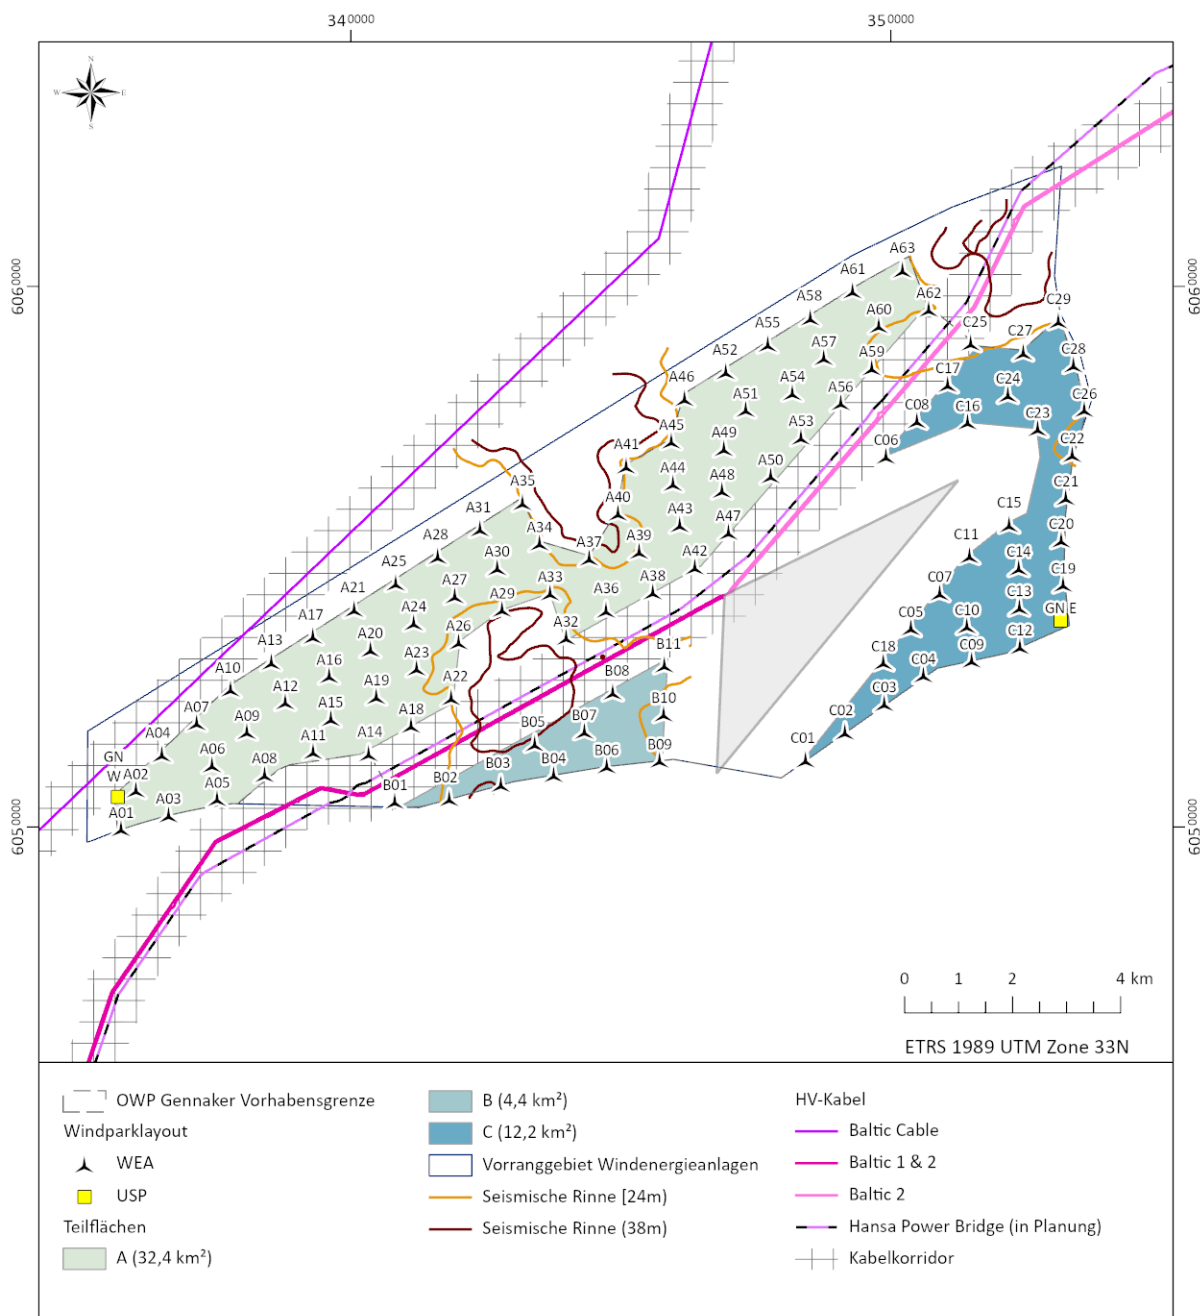 340000
350000
N
W
E
S
6060000
6060000
A63
A61
A62
A58
C29
A60
A55
C25
C27
A57
A52
A59
C28
C17
A46
C24
A54
A56
A51
C26
C08
C16
C23
A53
A45
A41
A49
C06
C22
A50
A44
A48
A35
C21
A40
C15
A31
A43
A47
C20
A34
A39
A28
A37
C11
C14
A30
A42
C19
A25
C07
A27
A33
A38
C13
A21
A29
A36
GN E
A24
C05
C10
A17
A26
A32
C12
A20
B11
C09
A13
C18
A23
C04
A16
B08
A10
A22
A12
A19
C03
B10
A07
A15
A18
C02
A09
B05
B07
A04
A11
A14
C01
GN
A06
B04
B06
B09
W
A02
A08
B03
A05
B02
B01
A03
A01
6050000
6050000
0 1 2 4 km
ETRS 1989 UTM Zone 33N
OWP Gennaker Vorhabensgrenze
Windparklayout
WEA
USP
Teilflächen
A (32,4 km²)
B (4,4 km²)
C (12,2 km²)
Vorranggebiet Windenergieanlagen
Seismische Rinne [24m)
Seismische Rinne (38m)
HV-Kabel
Baltic Cable
Baltic 1 & 2
Baltic 2
Hansa Power Bridge (in Planung)
Kabelkorridor